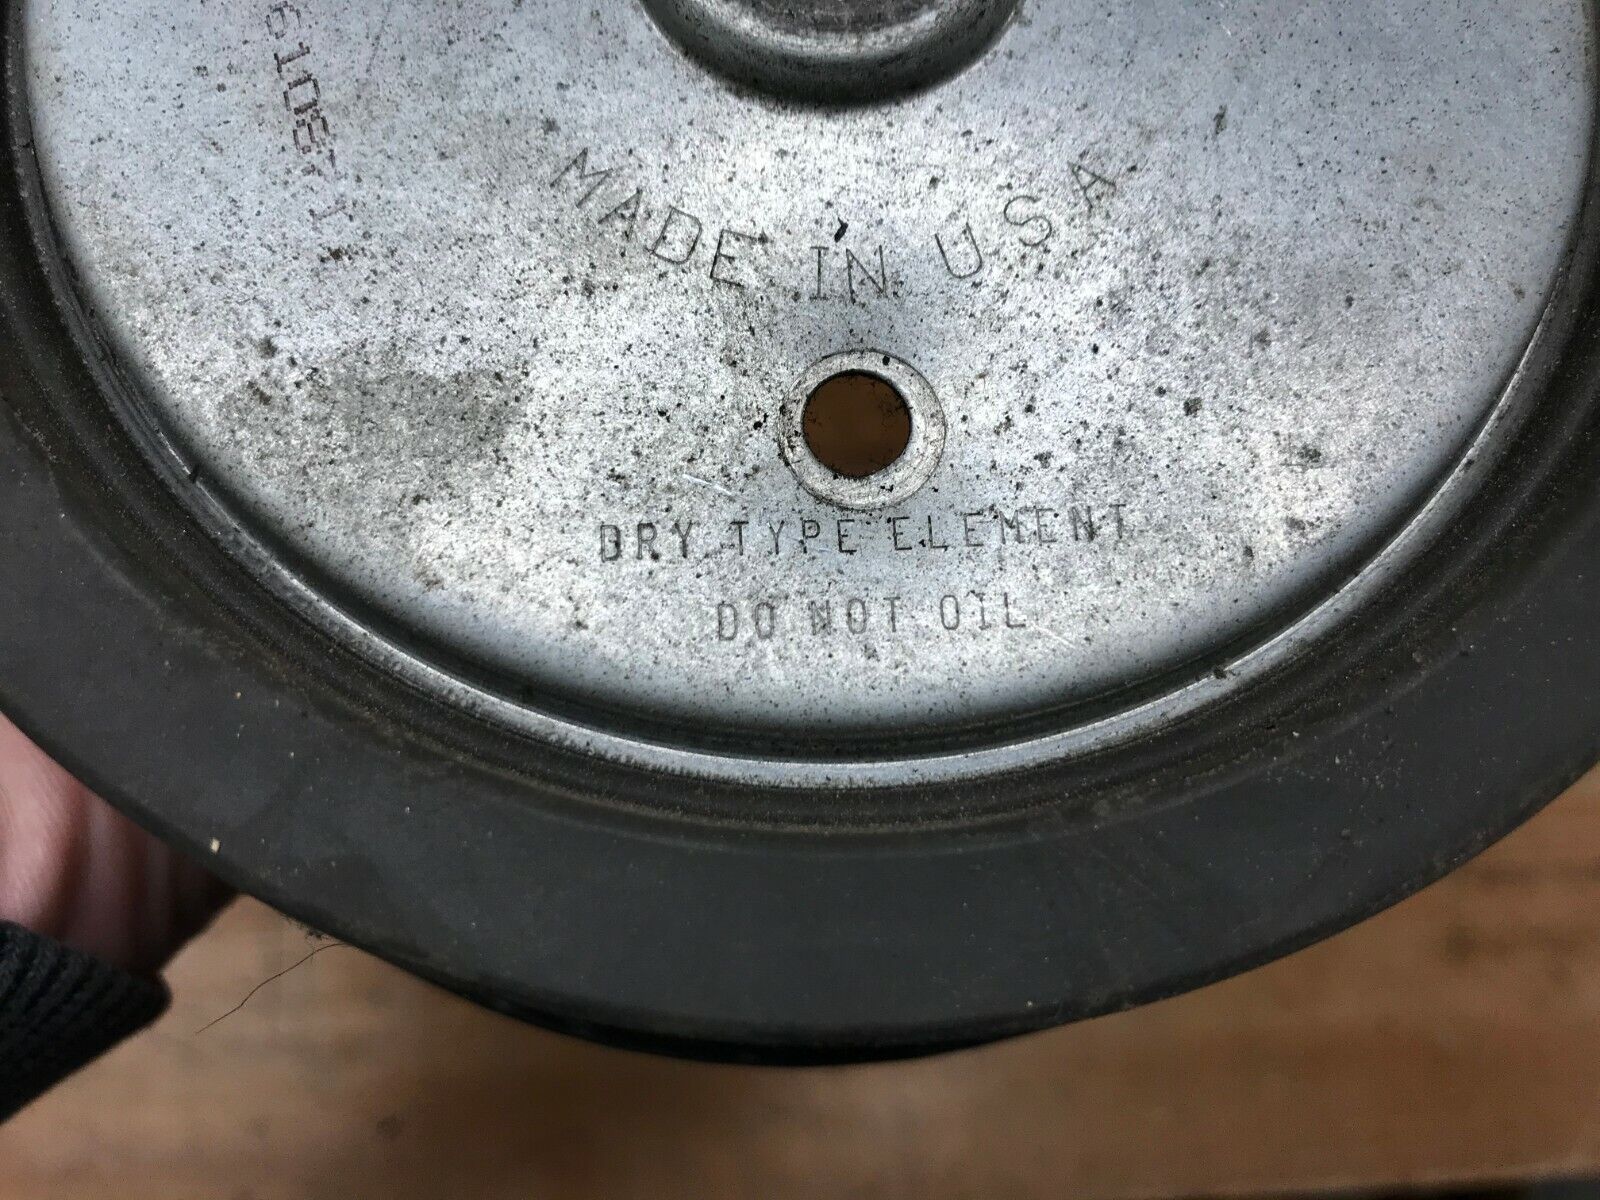 MADE IN USA
DRY TYPE ELEMENT
DO NOT OIL